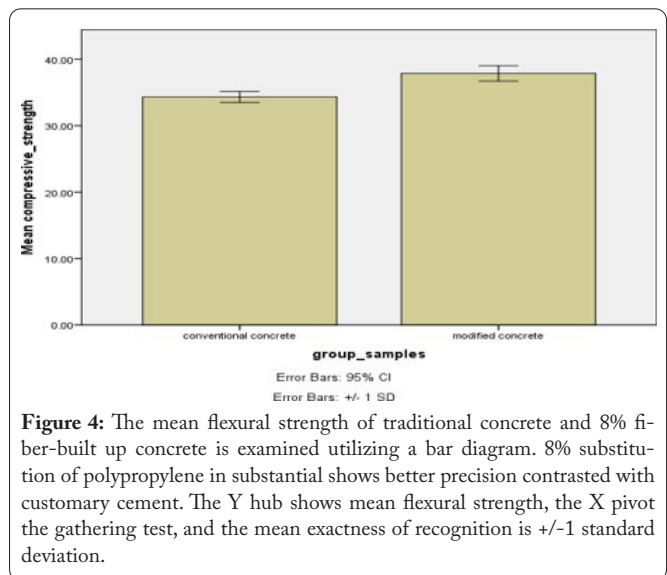 40.00
30.00
20.00
10.00
0.00
Mean compressive_strength
conventional concrete
modified concrete
group_samples
Error Bars: 95% CI
Error Bars: +/- 1 SD
Figure 4: The mean flexural strength of traditional concrete and 8% fi-
ber-built up concrete is examined utilizing a bar diagram. 8% substitu-
tion of polypropylene in substantial shows better precision contrasted with
customary cement. The Y hub shows mean flexural strength, the X pivot
the gathering test, and the mean exactness of recognition is +/-1 standard
deviation.